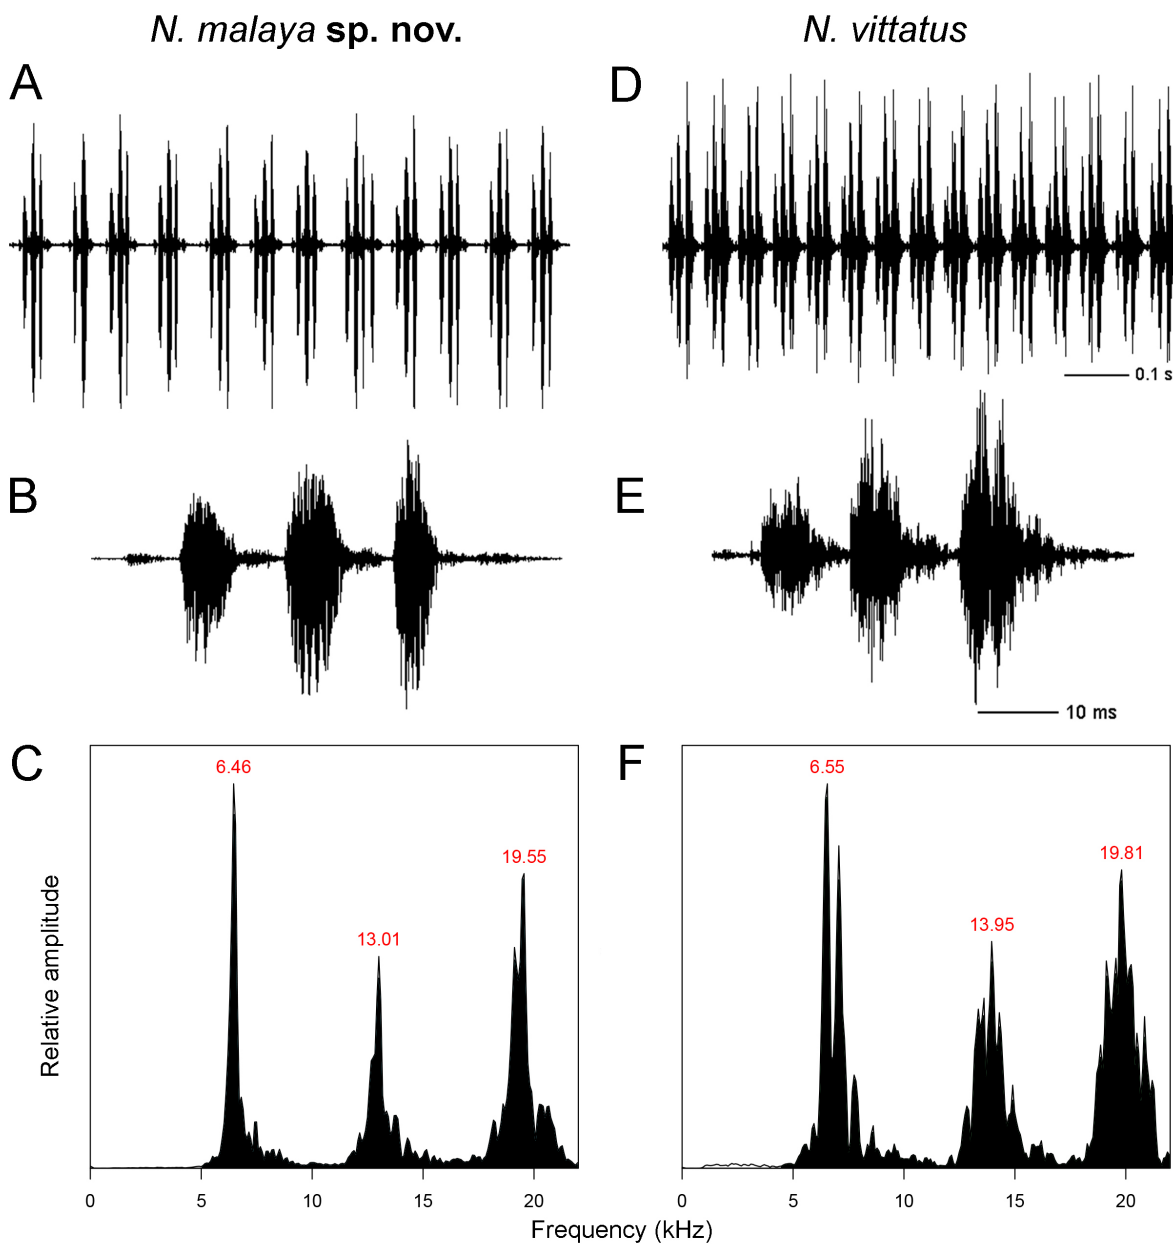 N. malaya sp. nov.
N. vittatus
A
D
0.1 s
B
E
10 ms
C
F
6.46
13.01
19.55
6.55
13.95
19.81
Relative amplitude
0 5 10 15 20
0 5 10 15 20
Frequency (kHz)